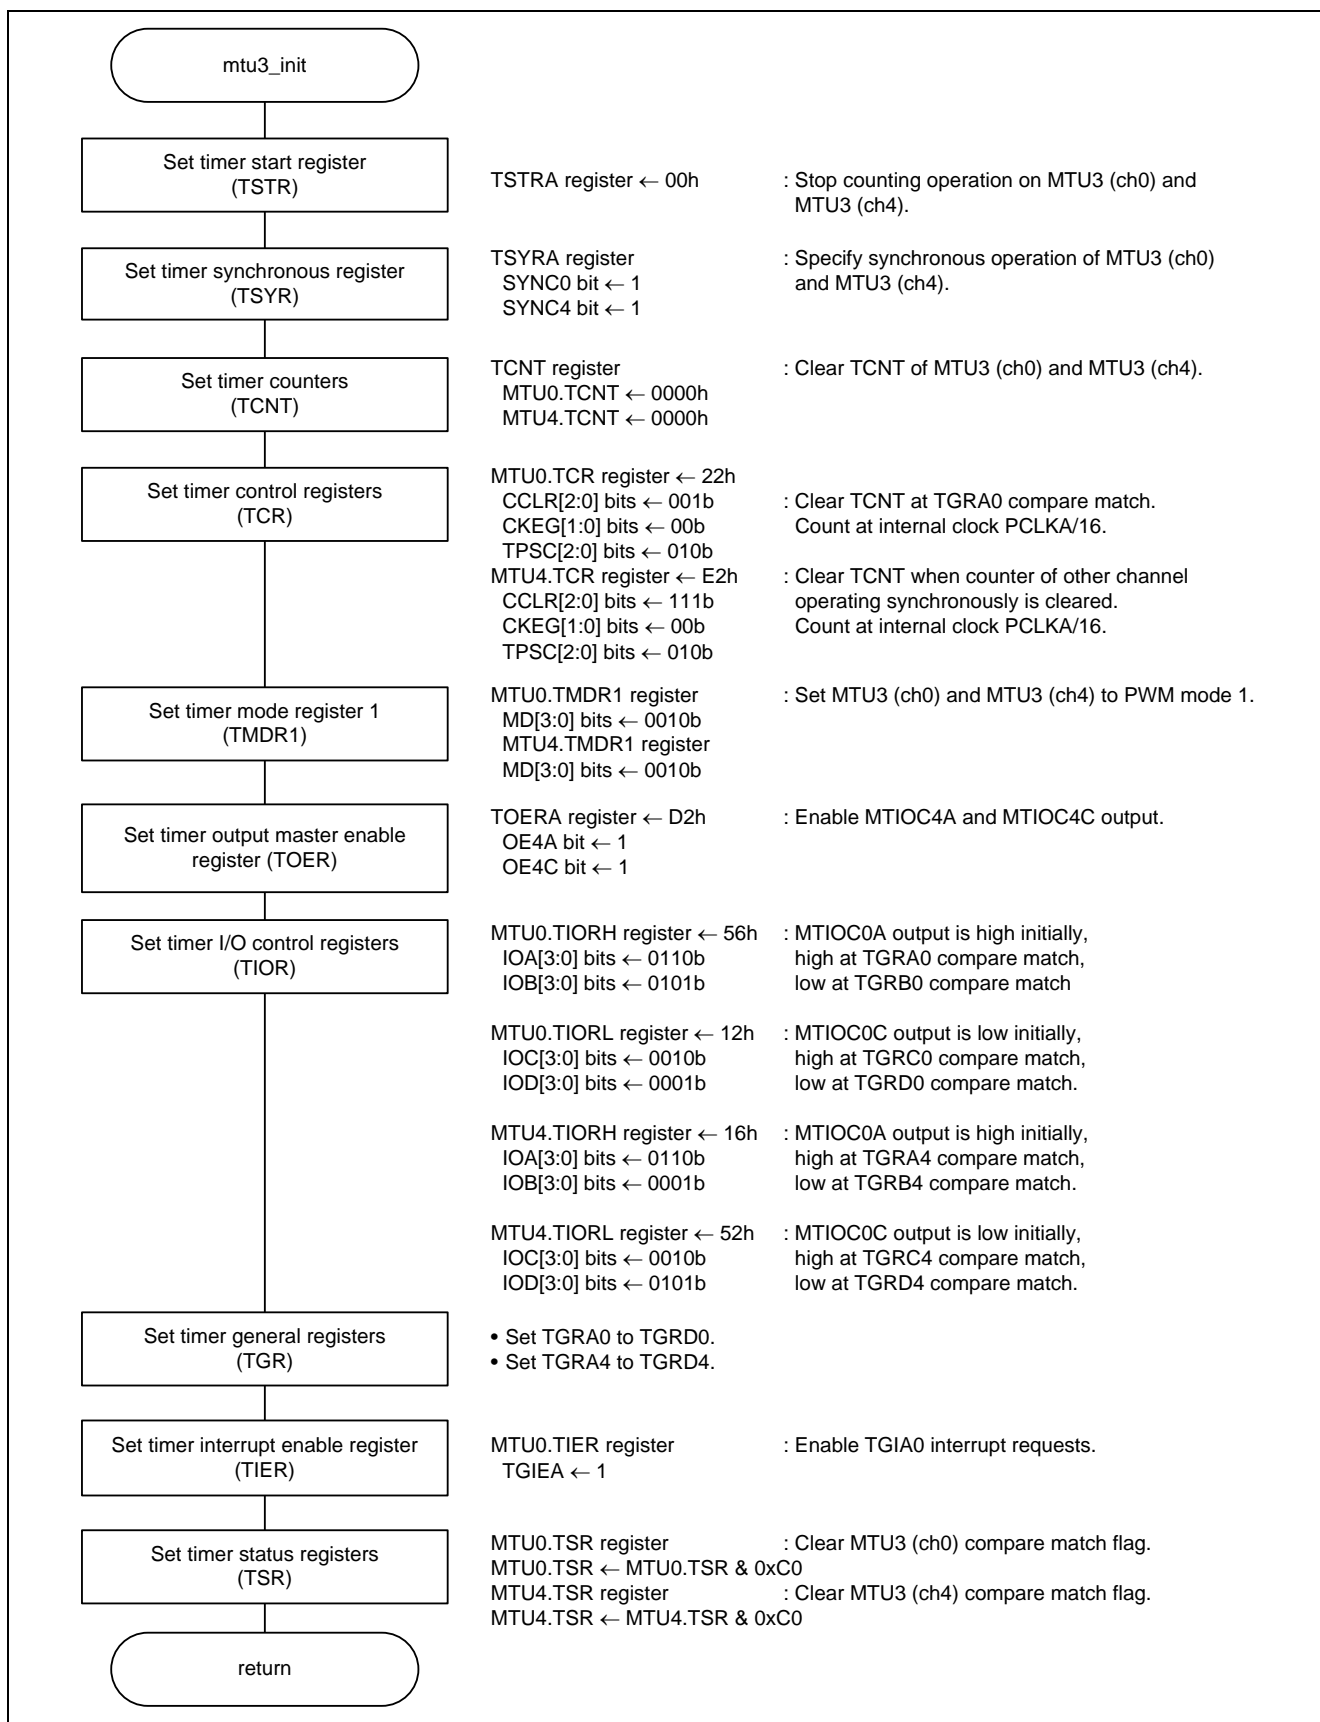 mtu3_init
Set timer start register
(TSTR)
TSTRA register ← 00h : Stop counting operation on MTU3 (ch0) and
MTU3 (ch4).
Set timer synchronous register
(TSYR)
TSYRA register : Specify synchronous operation of MTU3 (ch0)
SYNC0 bit ← 1 and MTU3 (ch4).
SYNC4 bit ← 1
Set timer counters
(TCNT)
TCNT register : Clear TCNT of MTU3 (ch0) and MTU3 (ch4).
MTU0.TCNT ← 0000h
MTU4.TCNT ← 0000h
Set timer control registers
(TCR)
MTU0.TCR register ← 22h
CCLR[2:0] bits ← 001b : Clear TCNT at TGRA0 compare match.
CKEG[1:0] bits ← 00b Count at internal clock PCLKA/16.
TPSC[2:0] bits ← 010b
MTU4.TCR register ← E2h : Clear TCNT when counter of other channel
CCLR[2:0] bits ← 111b operating synchronously is cleared.
CKEG[1:0] bits ← 00b Count at internal clock PCLKA/16.
TPSC[2:0] bits ← 010b
Set timer mode register 1
(TMDR1)
MTU0.TMDR1 register : Set MTU3 (ch0) and MTU3 (ch4) to PWM mode 1.
MD[3:0] bits ← 0010b
MTU4.TMDR1 register
MD[3:0] bits ← 0010b
Set timer output master enable
register (TOER)
TOERA register ← D2h : Enable MTIOC4A and MTIOC4C output.
OE4A bit ← 1
OE4C bit ← 1
Set timer I/O control registers
(TIOR)
MTU0.TIORH register ← 56h : MTIOC0A output is high initially,
IOA[3:0] bits ← 0110b high at TGRA0 compare match,
IOB[3:0] bits ← 0101b low at TGRB0 compare match
MTU0.TIORL register ← 12h : MTIOC0C output is low initially,
IOC[3:0] bits ← 0010b high at TGRC0 compare match,
IOD[3:0] bits ← 0001b low at TGRD0 compare match.
MTU4.TIORH register ← 16h : MTIOC0A output is high initially,
IOA[3:0] bits ← 0110b high at TGRA4 compare match,
IOB[3:0] bits ← 0001b low at TGRB4 compare match.
MTU4.TIORL register ← 52h : MTIOC0C output is low initially,
IOC[3:0] bits ← 0010b high at TGRC4 compare match,
IOD[3:0] bits ← 0101b low at TGRD4 compare match.
Set timer general registers
(TGR)
• Set TGRA0 to TGRD0.
• Set TGRA4 to TGRD4.
Set timer interrupt enable register
(TIER)
MTU0.TIER register : Enable TGIA0 interrupt requests.
TGIEA ← 1
Set timer status registers
(TSR)
MTU0.TSR register : Clear MTU3 (ch0) compare match flag.
MTU0.TSR ← MTU0.TSR & 0xC0
MTU4.TSR register : Clear MTU3 (ch4) compare match flag.
MTU4.TSR ← MTU4.TSR & 0xC0
return